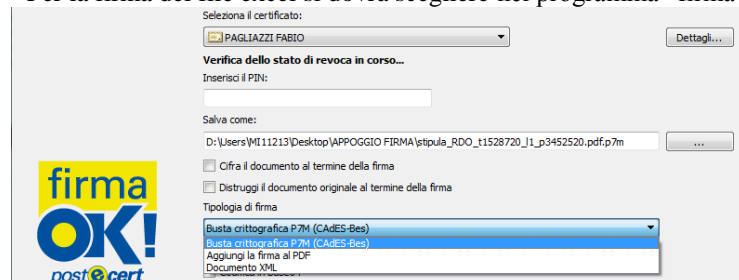 Per la firma dei file excel si dovrà scegliere nel programma "firma
Seleziona il certificato:
PAGLIAZZI FABIO
Dettagli...
Verifica dello stato di revoca in corso...
Inserisci il PIN:
Salva come:
D:\Users\MI11213\Desktop\APPOGGIO FIRMA\stipula_RDO_t1528720_l1_p3452520.pdf.p7m
...
Cifra il documento al termine della firma
Distruggi il documento originale al termine della firma
Tipologia di firma
Busta crittografica P7M (CAdES-Bes)
Busta crittografica P7M (CAdES-Bes)
Aggiungi la firma al PDF
Documento XML
firma
OK!
postecert